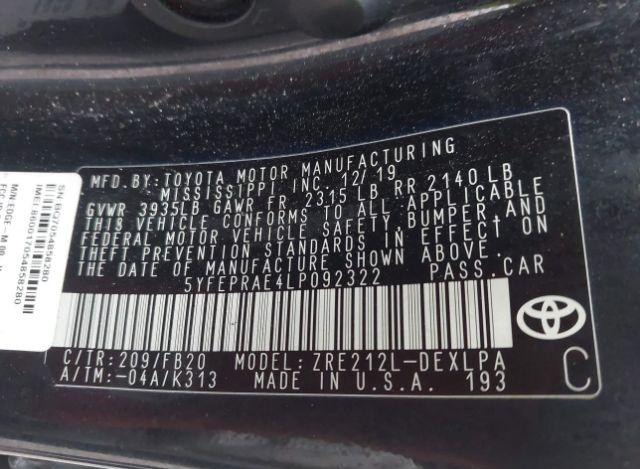 MFD.BY: TOYOTA MOTOR MANUFACTURING
MISSISSIPPI, INC. 12/19
GVWR 3935LB GAWR FR 2315 LB RR 2140 LB
THIS VEHICLE CONFORMS TO ALL APPLICABLE
FEDERAL MOTOR VEHICLE SAFETY, BUMPER, AND
THEFT PREVENTION STANDARDS IN EFFECT ON
THE DATE OF MANUFACTURE SHOWN ABOVE.
5YFEPRAE4LP092322 PASS.CAR
C/TR: 209/FB20 MODEL: ZRE212L-DEXLPA
A/TM: -04A/K313 MADE IN U.S.A. 193
C
TOYOTA